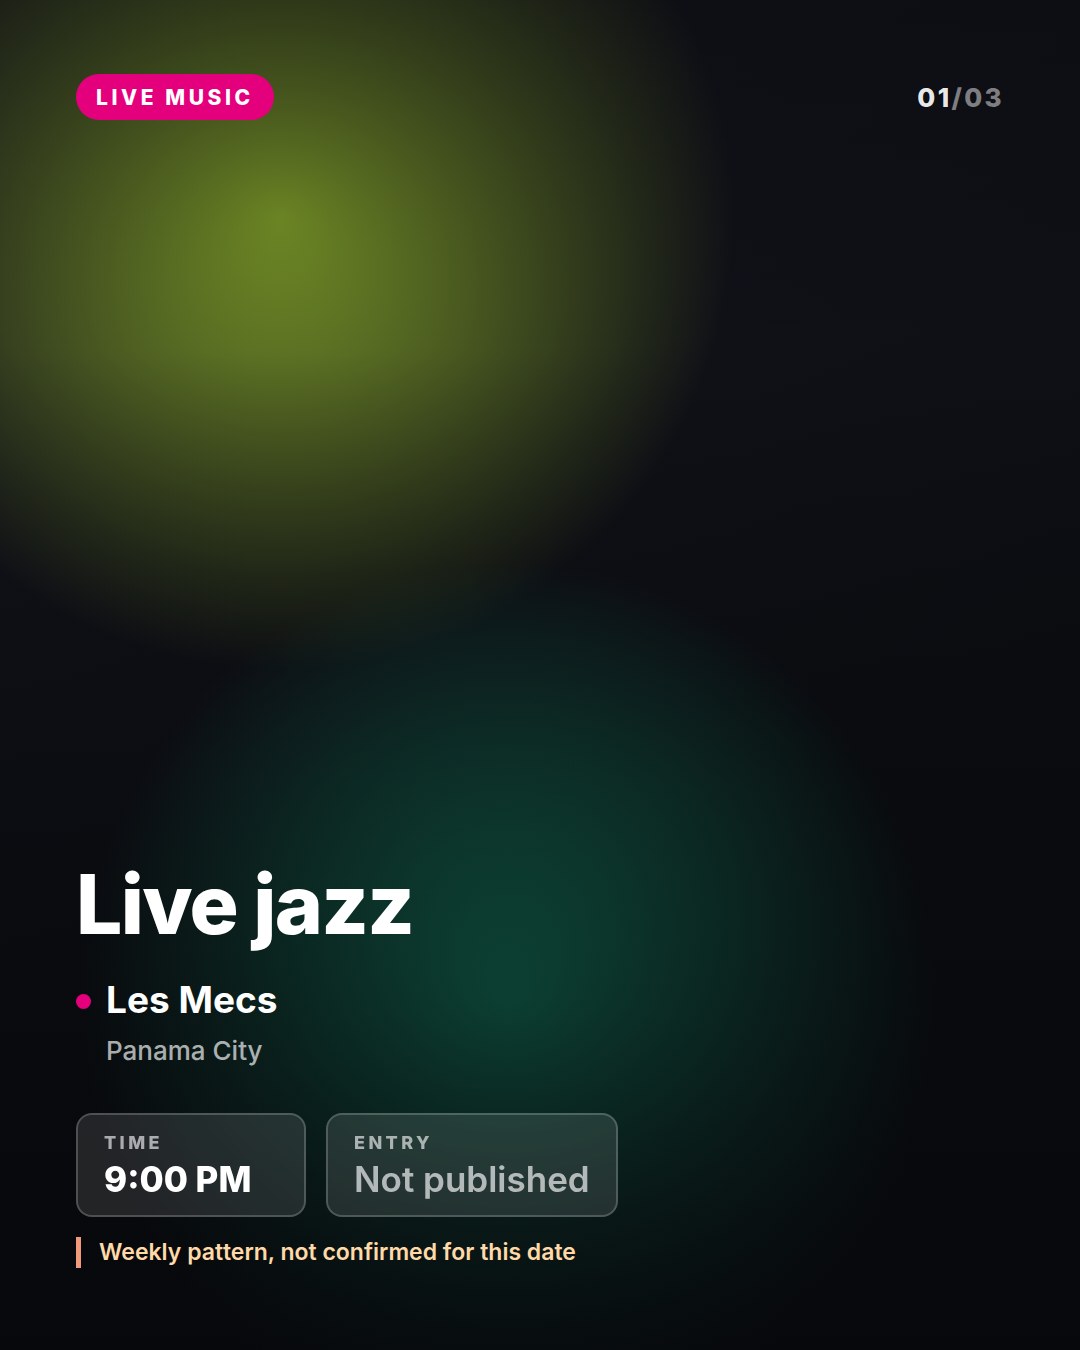 LIVE MUSIC
01/03
Live jazz
Les Mecs
Panama City
TIME
9:00 PM
ENTRY
Not published
Weekly pattern, not confirmed for this date